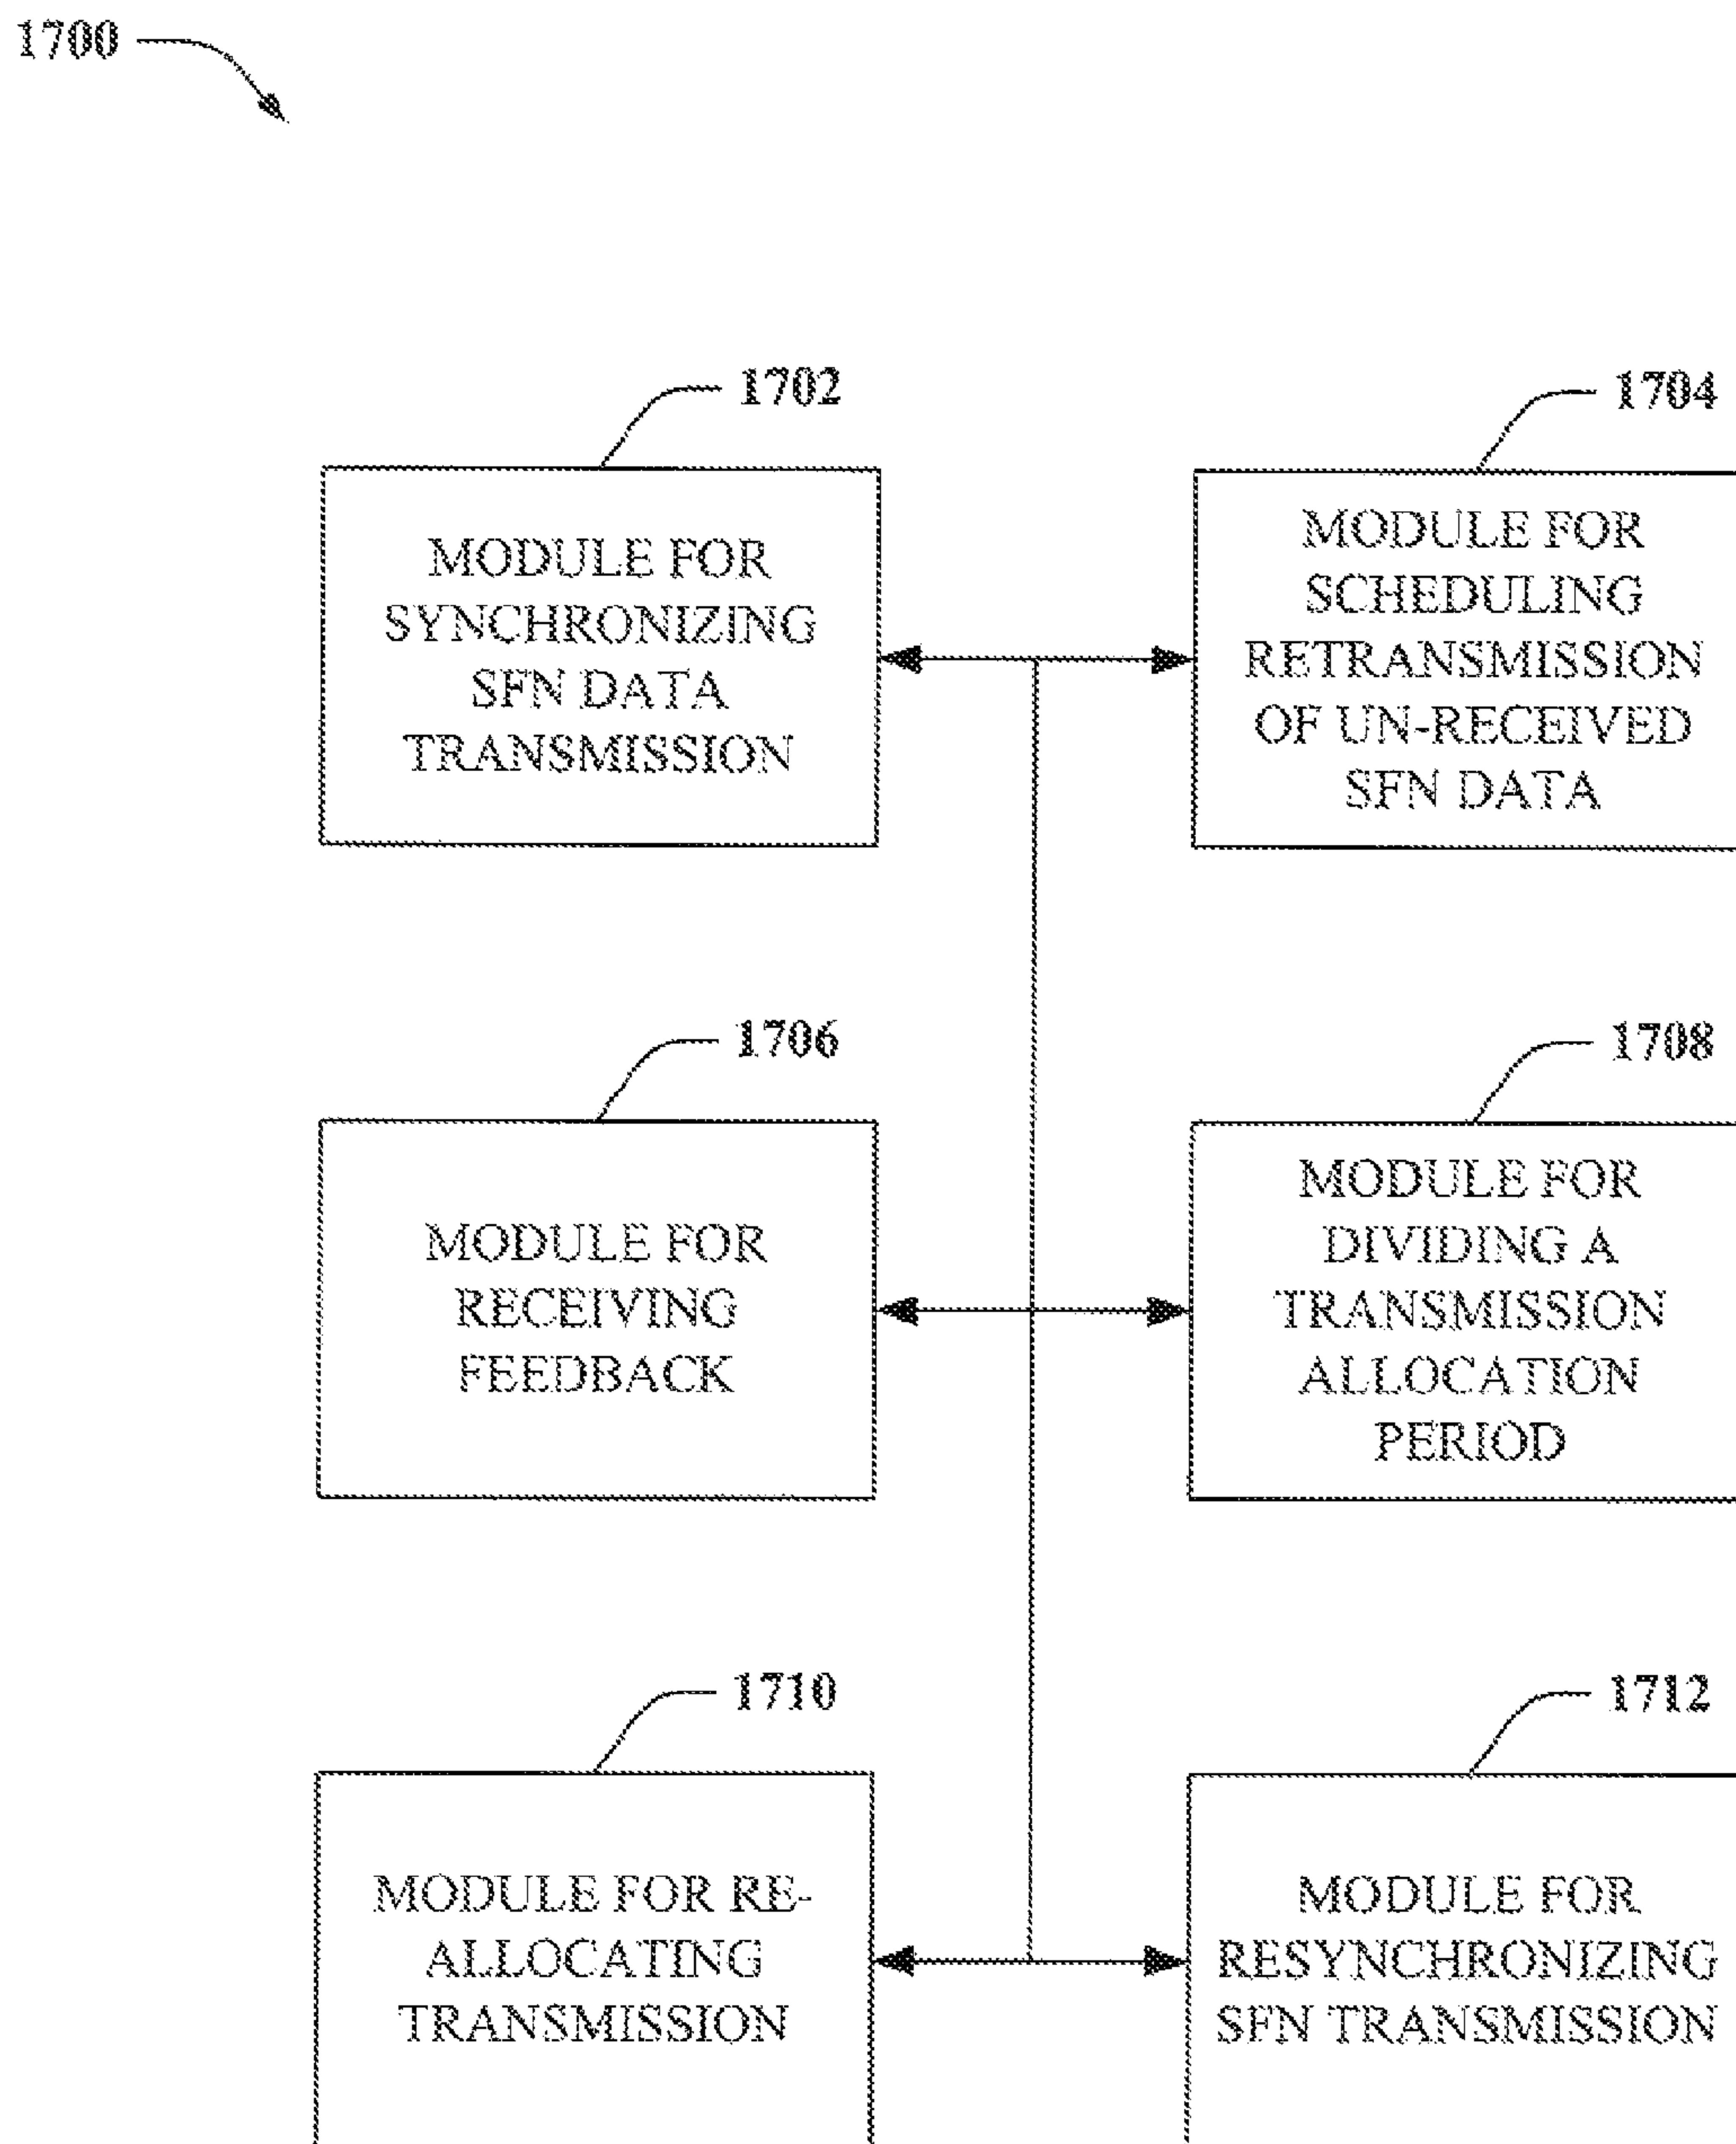 1700
1702
MODULE FOR
SYNCHRONIZING
SFN DATA
TRANSMISSION
1704
MODULE FOR
SCHEDULING
RETRANSMISSION
OF UN-RECEIVED
SFN DATA
1706
MODULE FOR
RECEIVING
FEEDBACK
1708
MODULE FOR
DIVIDING A
TRANSMISSION
ALLOCATION
PERIOD
1710
MODULE FOR RE-
ALLOCATING
TRANSMISSION
1712
MODULE FOR
RESYNCHRONIZING
SFN TRANSMISSION